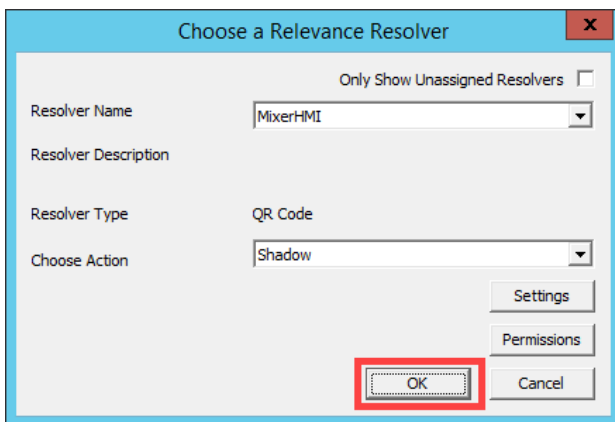 Choose a Relevance Resolver
x
Only Show Unassigned Resolvers
Resolver Name MixerHMI
Resolver Description
Resolver Type QR Code
Choose Action Shadow
Settings
Permissions
OK Cancel